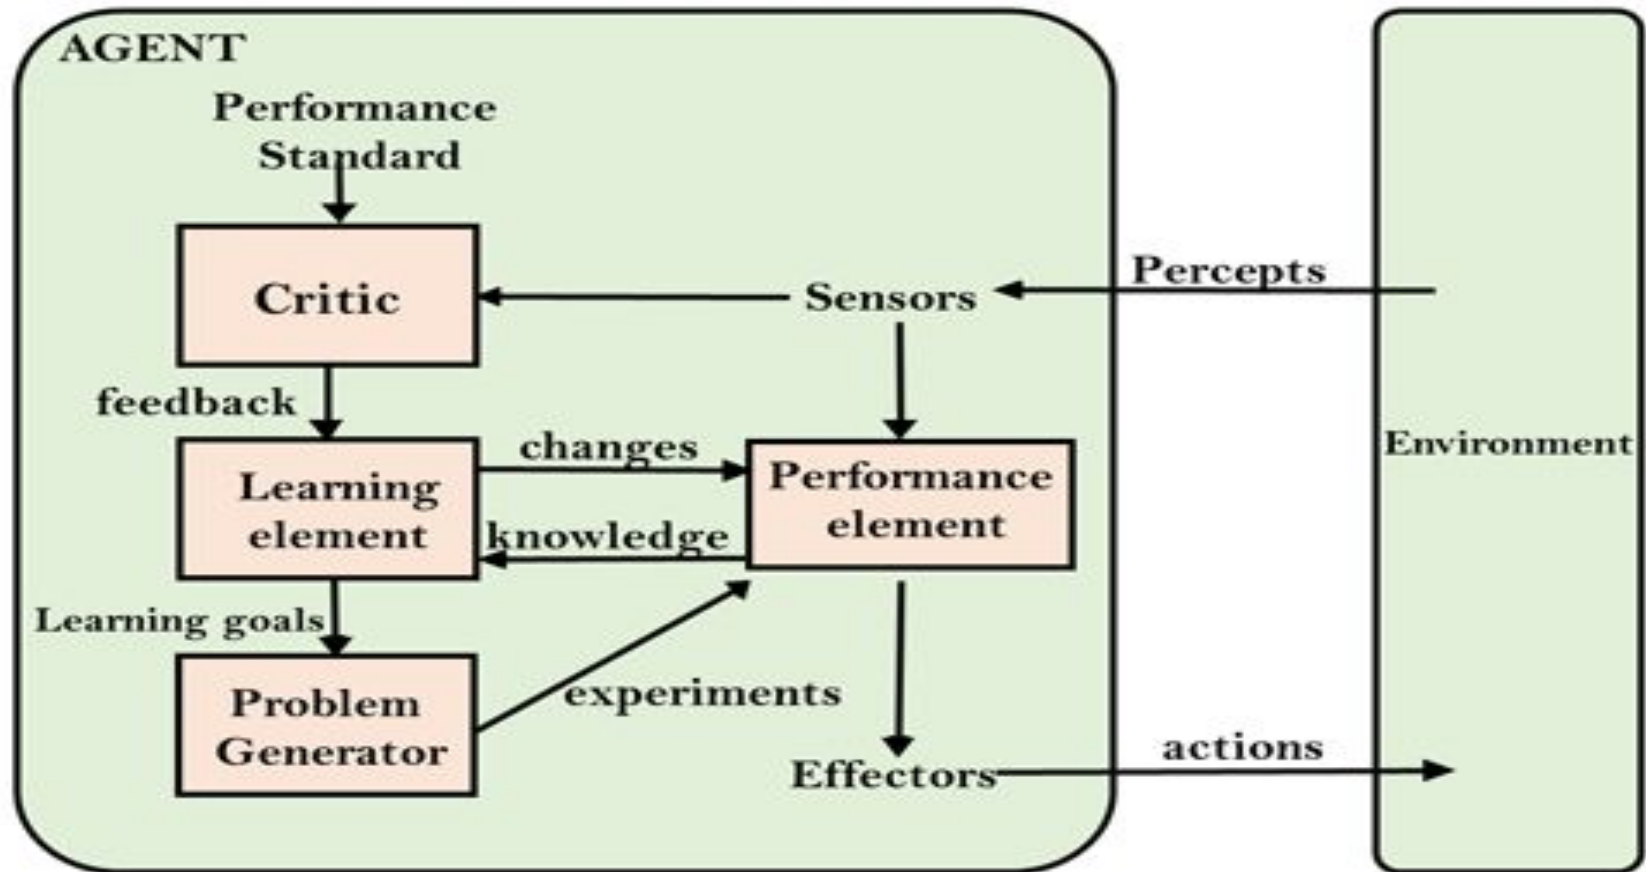 AGENT
Performance
Standard
Critic
Sensors
Percepts
feedback
changes
Learning
element
knowledge
Performance
element
Environment
Learning goals
Problem
Generator
experiments
Effectors
actions